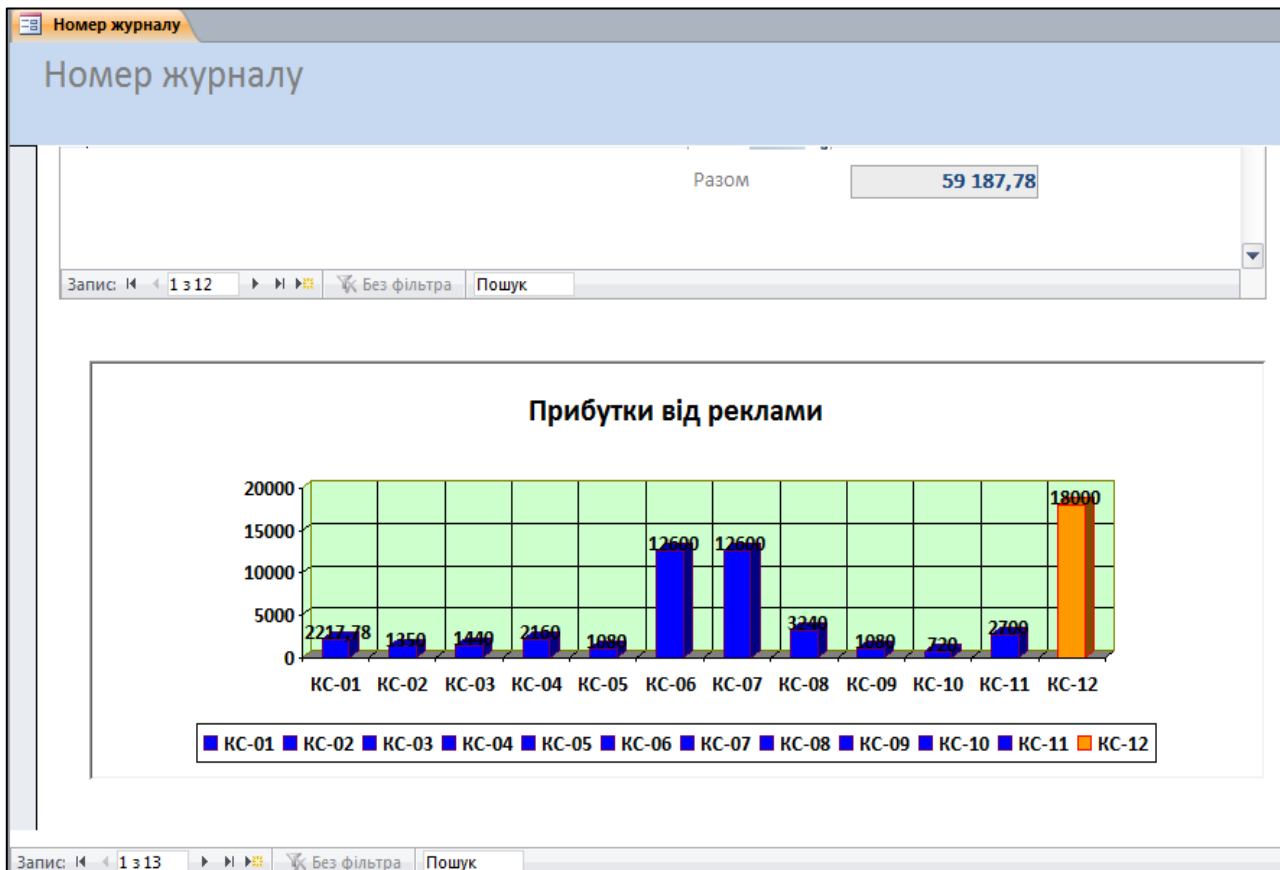 Номер журналу
Номер журналу
Разом 59 187,78
Запис: 1 з 12 Без фільтра Пошук
Прибутки від реклами
20000
15000
10000
5000
0
2217,78 1350 1440 2160 1080 12600 12600 3240 1080 720 2700 18000
КС-01 КС-02 КС-03 КС-04 КС-05 КС-06 КС-07 КС-08 КС-09 КС-10 КС-11 КС-12
КС-01 КС-02 КС-03 КС-04 КС-05 КС-06 КС-07 КС-08 КС-09 КС-10 КС-11 КС-12
Запис: 1 з 13 Без фільтра Пошук